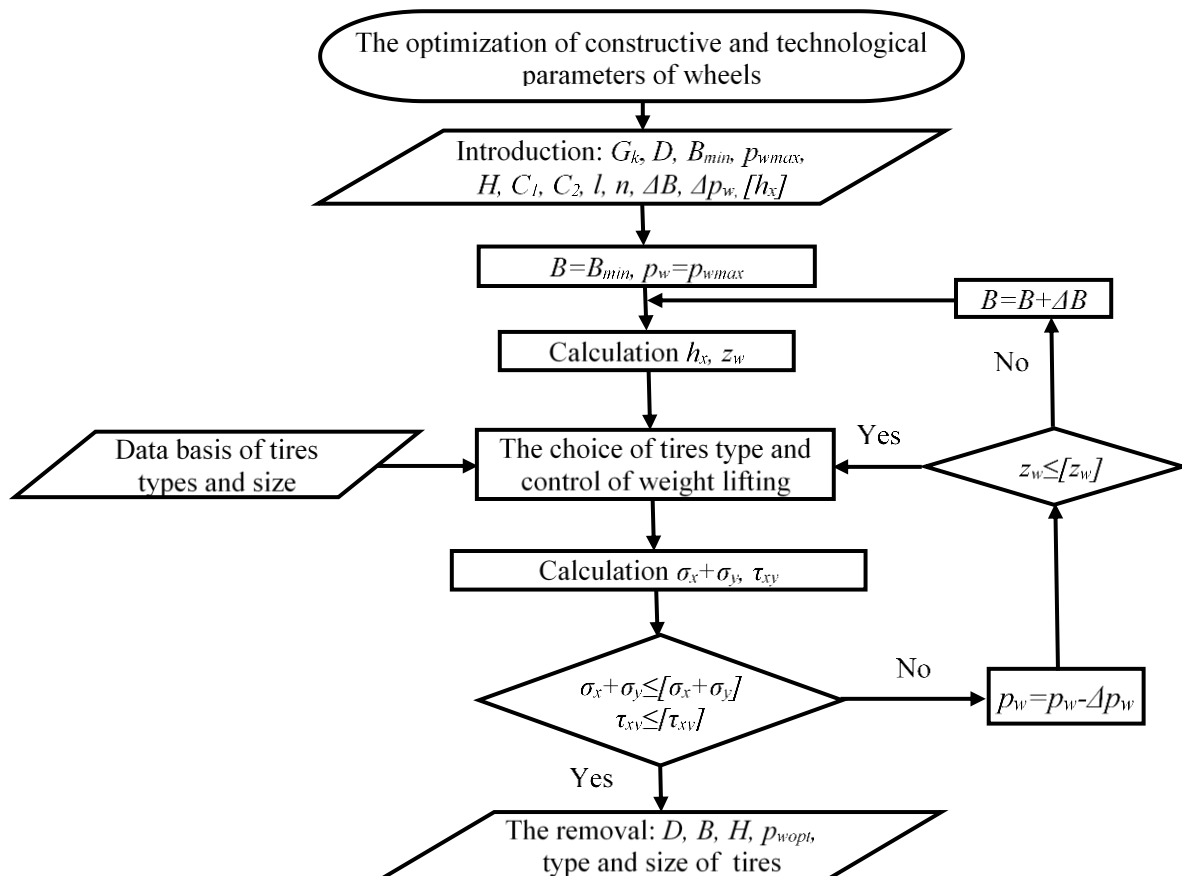 The optimization of constructive and technological
parameters of wheels
Introduction: Gₖ, D, Bmin, pwmax,
H, C₁, C₂, l, n, ΔB, Δpw, [hₓ]
B=Bmin, pw=pwmax
B=B+ΔB
Calculation hₓ, zw
No
Data basis of tires
types and size
The choice of tires type and
control of weight lifting
Yes
zw≤[zw]
Calculation σₓ+σy, τxy
σₓ+σy≤[σₓ+σy]
τxy≤[τxy]
No
pw=pw-Δpw
Yes
The removal: D, B, H, pwopt,
type and size of tires